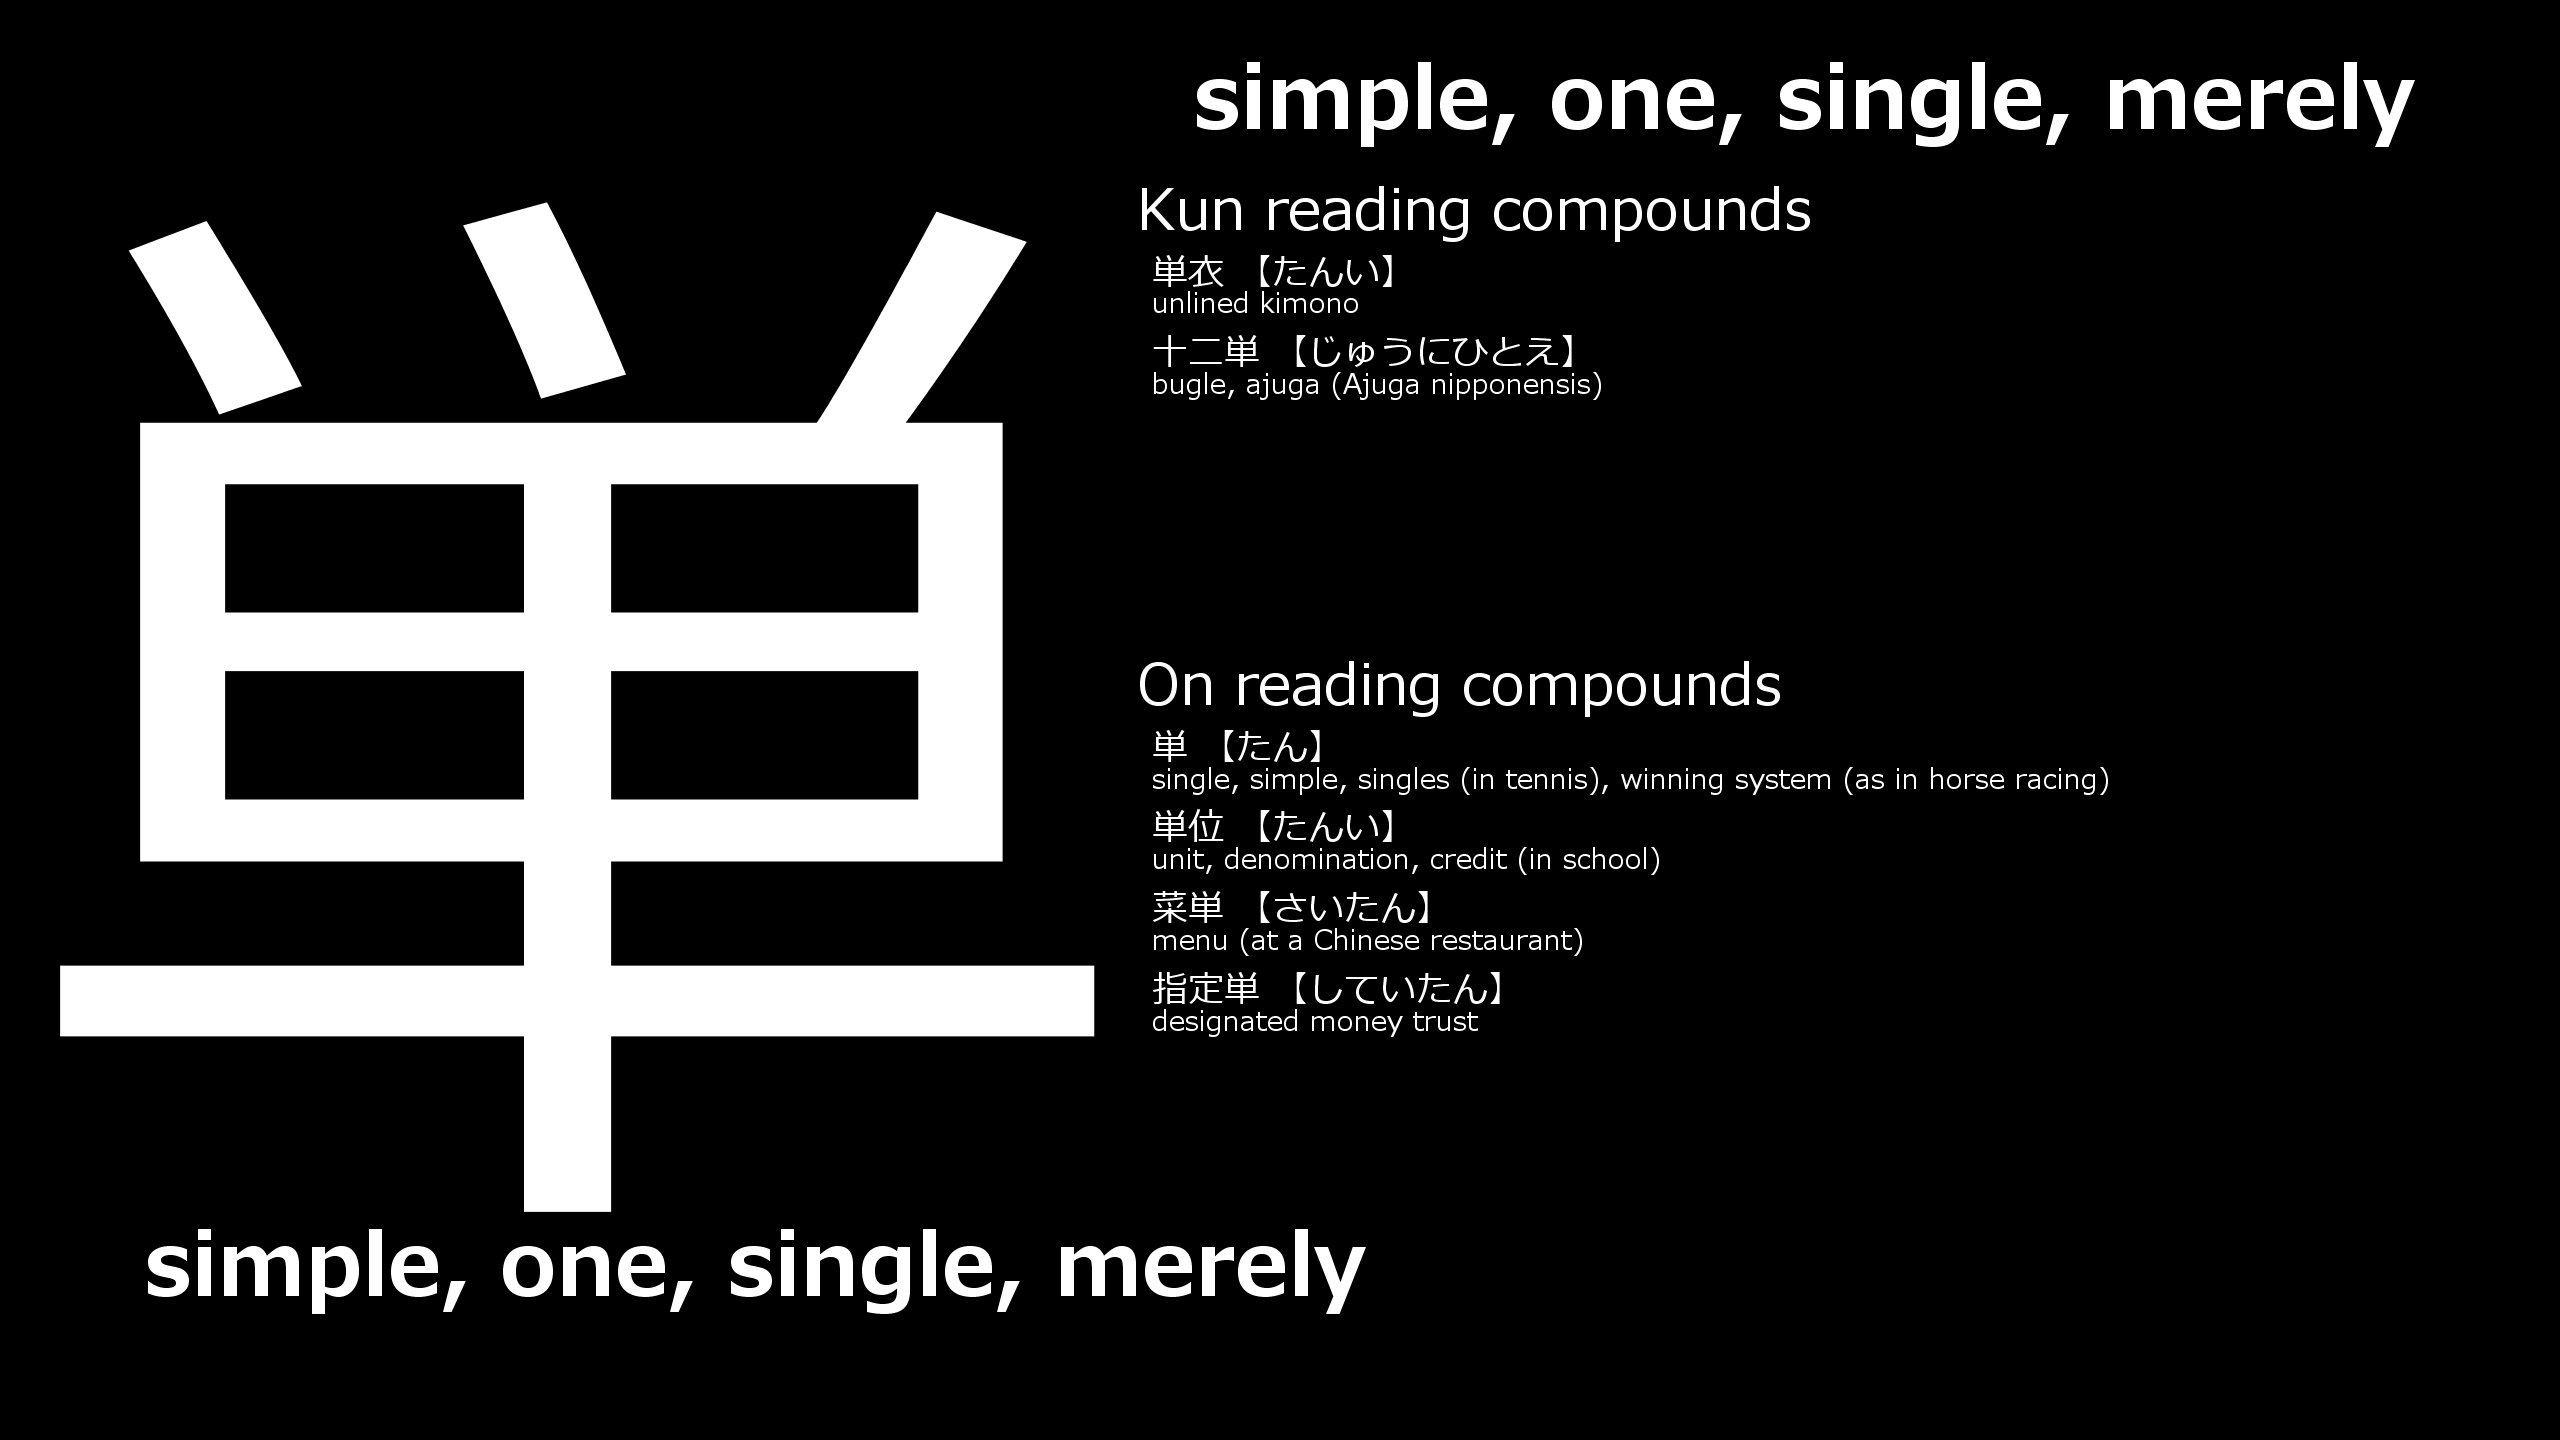 単
simple, one, single, merely
simple, one, single, merely
Kun reading compounds
単衣 【たんい】
unlined kimono
十二単 【じゅうにひとえ】
bugle, ajuga (Ajuga nipponensis)
On reading compounds
単 【たん】
single, simple, singles (in tennis), winning system (as in horse racing)
単位 【たんい】
unit, denomination, credit (in school)
菜単 【さいたん】
menu (at a Chinese restaurant)
指定単 【していたん】
designated money trust